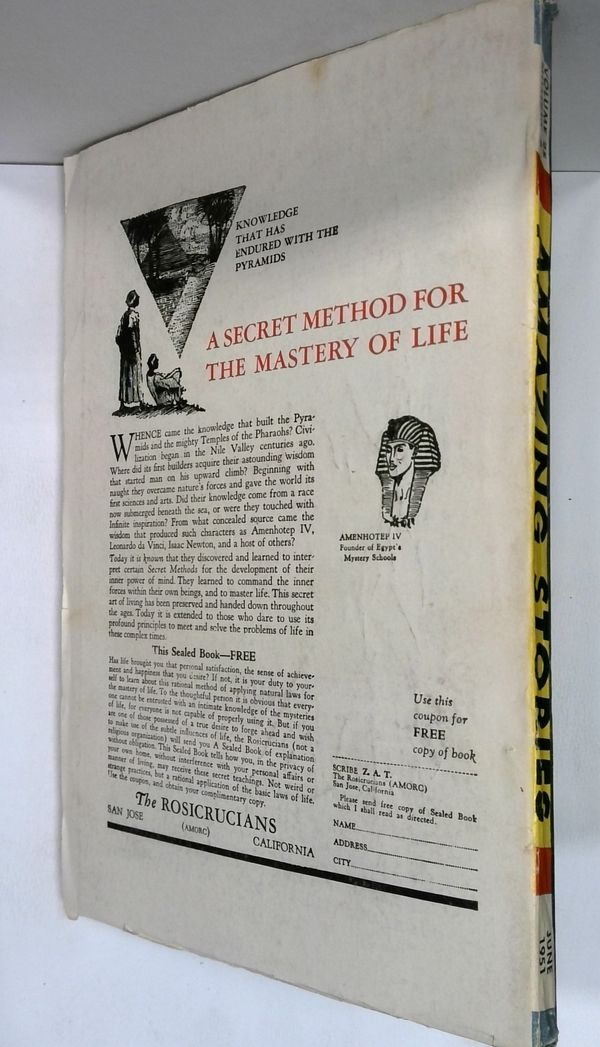 KNOWLEDGE
THAT HAS
ENDURED WITH THE
PYRAMIDS
A SECRET METHOD FOR
THE MASTERY OF LIFE
WHENCE came the knowledge that built the Pyra-
mids and the mighty Temples of the Pharaohs? Civi-
lization began in the Nile Valley centuries ago.
Where did its first builders acquire their astounding wisdom
that started man on his upward climb? Beginning with
naught they overcame nature's forces and gave the world its
first sciences and arts. Did their knowledge come from a race
now submerged beneath the sea, or were they touched with
Infinite inspiration? From what concealed source came the
wisdom that produced such characters as Amenhotep IV,
Leonardo da Vinci, Isaac Newton, and a host of others?
Today it is known that they discovered and learned to inter-
pret certain Secret Methods for the development of their
inner power of mind. They learned to command the inner
forces within their own beings, and to master life. This secret
art of living has been preserved and handed down throughout
the ages. Today it is extended to those who dare to use its
profound principles to meet and solve the problems of life in
these complex times.
This Sealed Book—FREE
Has life brought you that personal satisfaction, the sense of achieve-
ment and happiness that you desire? If not, it is your duty to your-
self to learn about this rational method of applying natural laws for
the mastery of life. To the thoughtful person it is obvious that every-
one cannot be entrusted with an intimate knowledge of the mysteries
of life, for everyone is not capable of properly using it. But if you
are one of those possessed of a true desire to forge ahead and wish
to make use of the subtle influences of life, the Rosicrucians (not a
religious organization) will send you A Sealed Book of explanation
without obligation. This Sealed Book tells how you, in the privacy of
your own home, without interference with your personal affairs or
manner of living, may receive these secret teachings. Not weird or
strange practices, but a rational application of the basic laws of life.
Use the coupon, and obtain your complimentary copy.
The ROSICRUCIANS
SAN JOSE
(AMORC)
CALIFORNIA
AMENHOTEP IV
Founder of Egypt's
Mystery Schools
Use this
coupon for
FREE
copy of book
SCRIBE Z. A. T.
The Rosicrucians (AMORC)
San Jose, California
Please send free copy of Sealed Book
which I shall read as directed.
NAME
ADDRESS
CITY
VOLUME
AMAZING STORIES
JUNE
1951